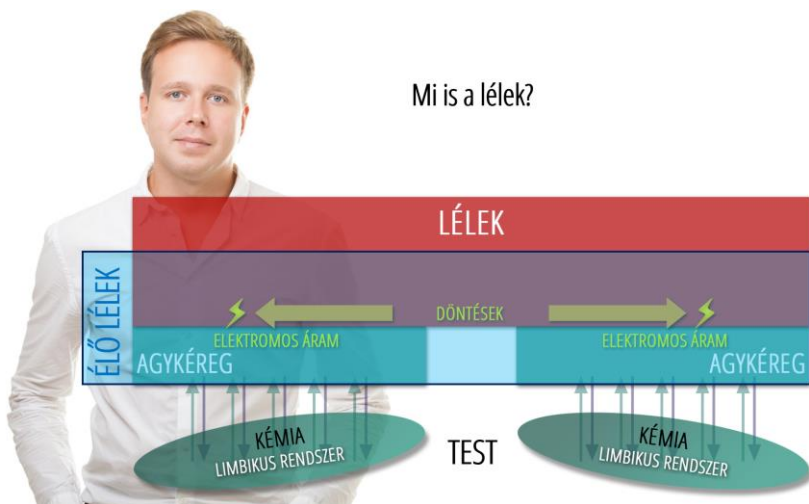 Mi is a lélek?
LÉLEK
ÉLŐ LÉLEK
DÖNTÉSEK
ELEKTROMOS ÁRAM
ELEKTROMOS ÁRAM
AGYKÉREG
AGYKÉREG
KÉMIA
LIMBIKUS RENDSZER
TEST
KÉMIA
LIMBIKUS RENDSZER